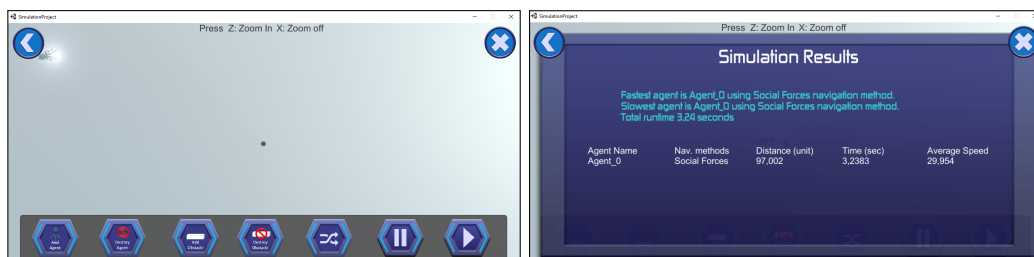 SimulationProject
Press Z: Zoom In X: Zoom off
Add
Agent
Destroy
Agent
Add
Obstacle
Destroy
Obstacle
SimulationProject
Press Z: Zoom In X: Zoom off
Simulation Results
Fastest agent is Agent_0 using Social Forces navigation method.
Slowest agent is Agent_0 using Social Forces navigation method.
Total runtime 3,24 seconds
Agent Name Nav. methods Distance (unit) Time (sec) Average Speed
Agent_0 Social Forces 97,002 3,2383 29,954